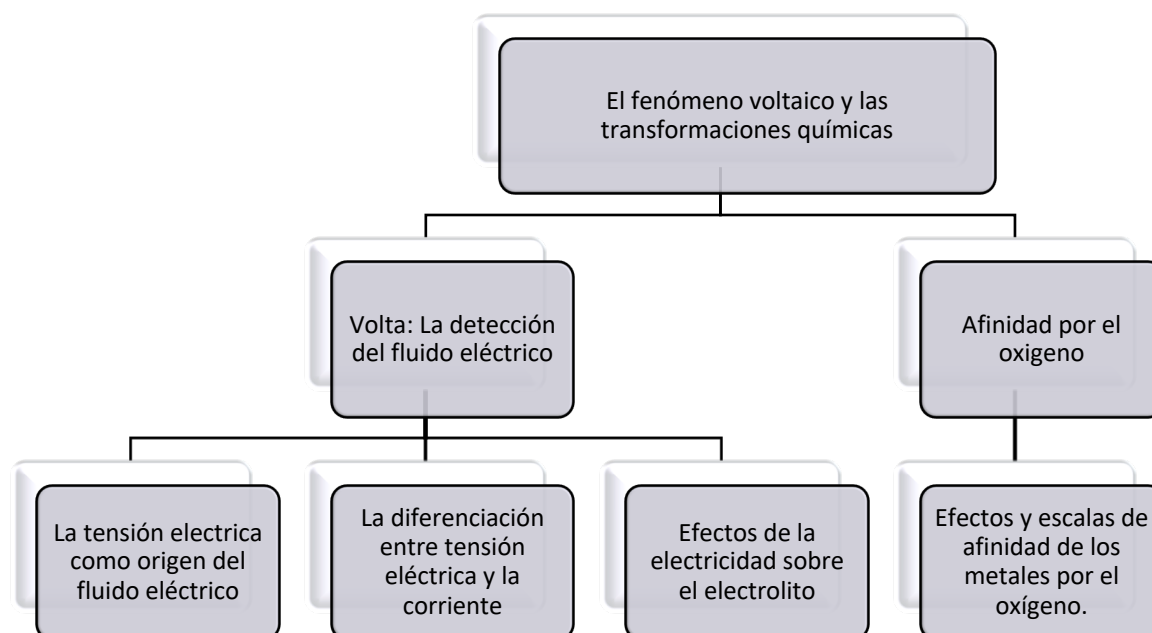 El fenómeno voltaico y las
transformaciones químicas
Volta: La detección
del fluido eléctrico
Afinidad por el
oxigeno
La tensión electrica
como origen del
fluido eléctrico
La diferenciación
entre tensión
eléctrica y la
corriente
Efectos de la
electricidad sobre
el electrolito
Efectos y escalas de
afinidad de los
metales por el
oxígeno.